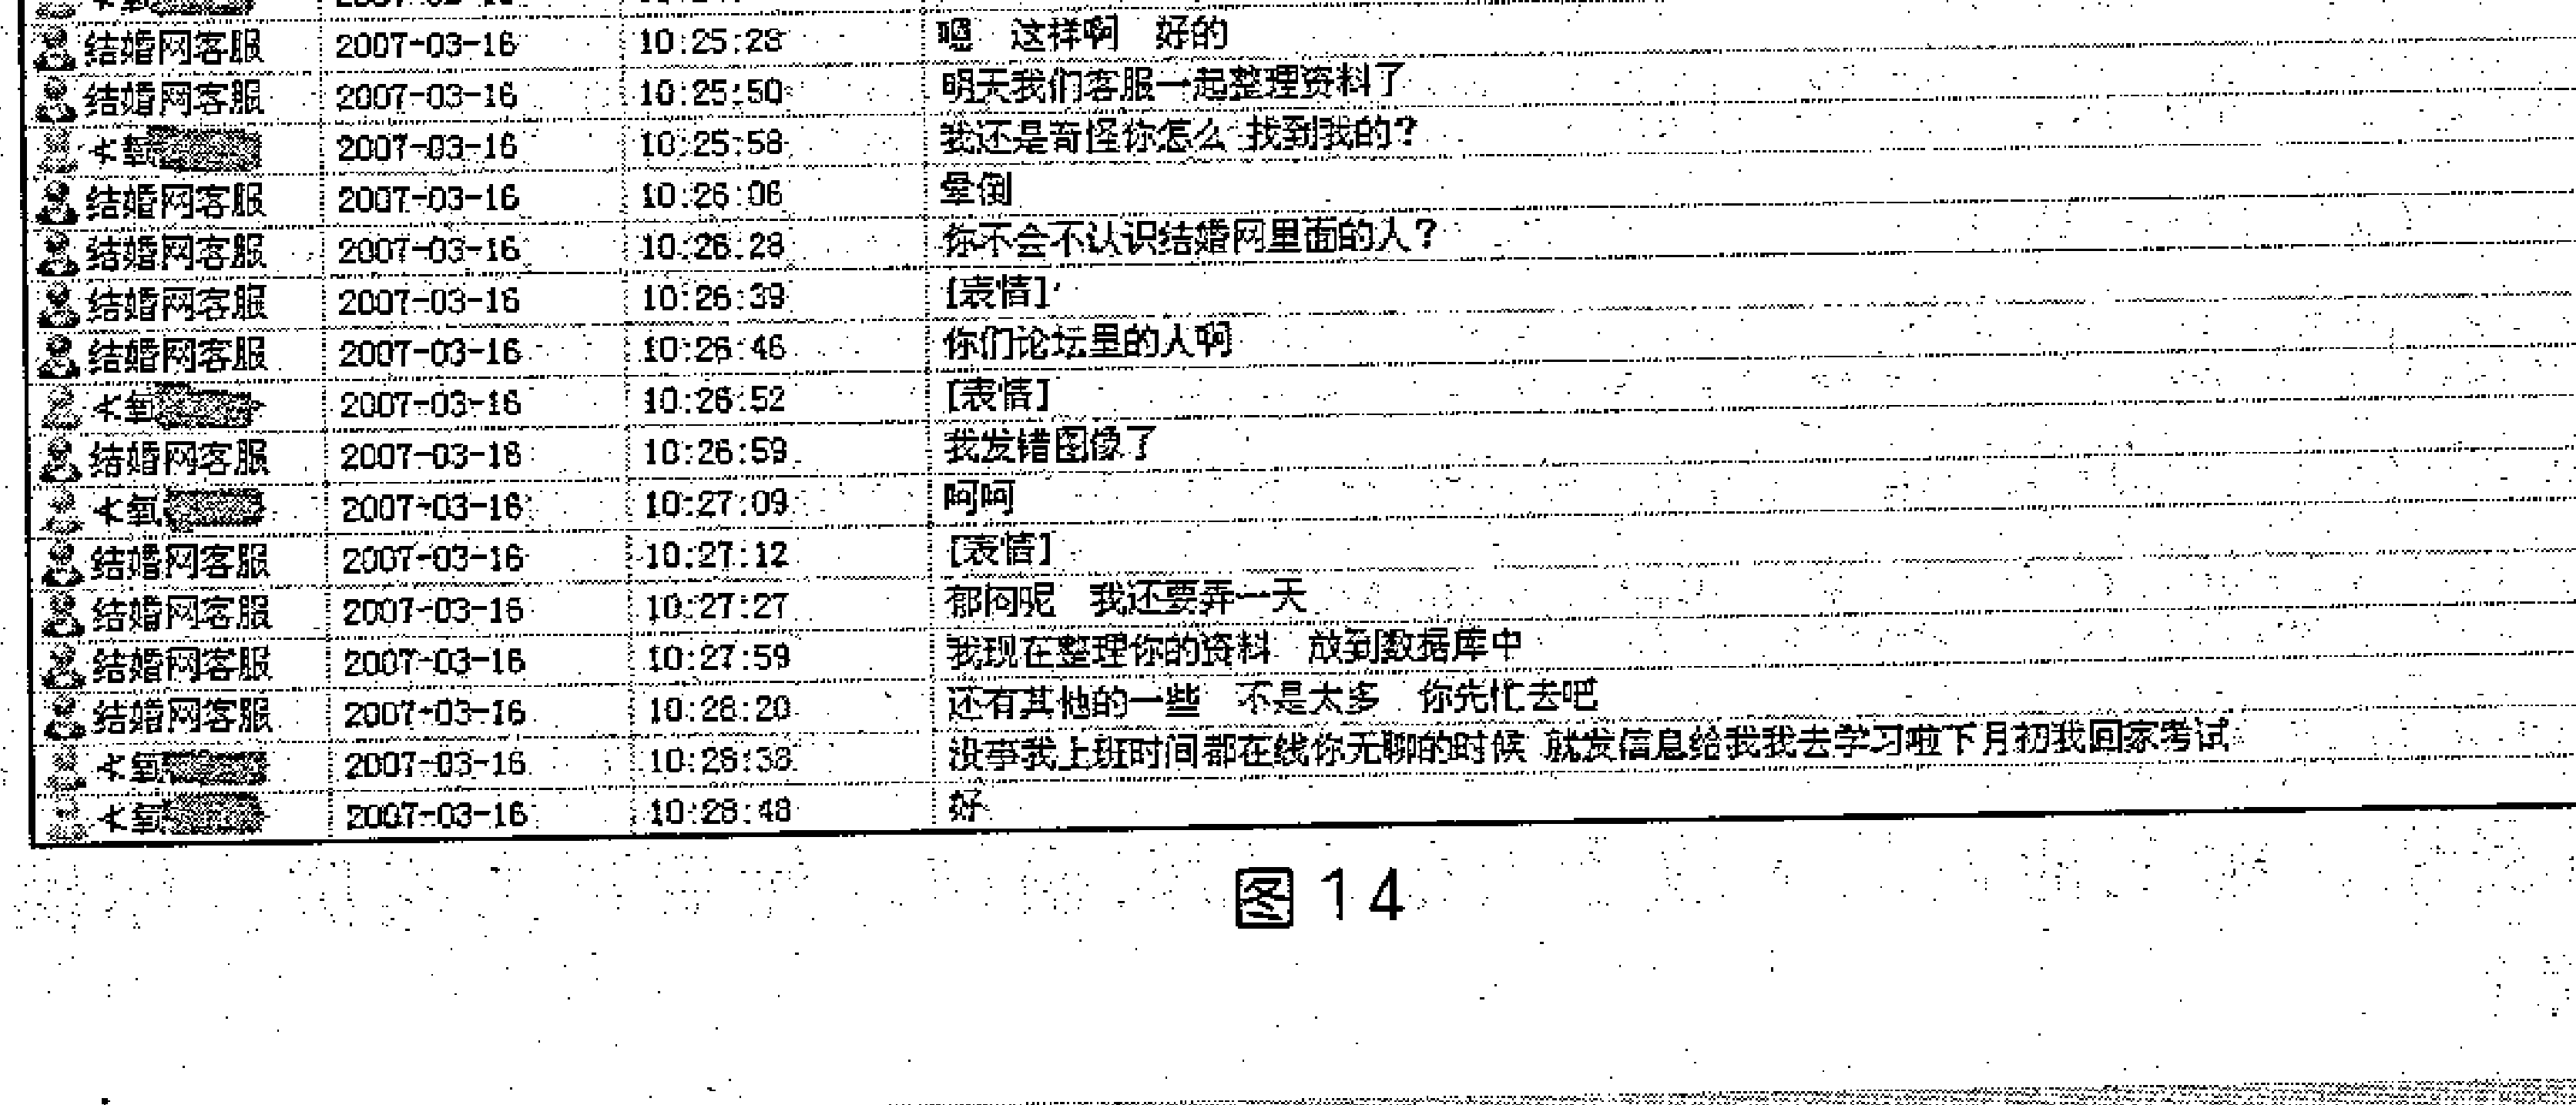 结婚网客服 2007-03-16 10:25:28 嗯 这样啊 好的
结婚网客服 2007-03-16 10:25:50 明天我们客服一起整理资料了
大氧 2007-03-16 10:25:58 我还是奇怪你怎么 找到我的?
结婚网客服 2007-03-16 10:26:06 晕倒
结婚网客服 2007-03-16 10:26:28 你不会不认识结婚网里面的人?
结婚网客服 2007-03-16 10:26:39 [表情]
结婚网客服 2007-03-16 10:26:46 你们论坛里的人啊
大氧 2007-03-16 10:26:52 [表情]
结婚网客服 2007-03-16 10:26:59 我发错图像了
大氧 2007-03-16 10:27:09 呵呵
结婚网客服 2007-03-16 10:27:12 [表情]
结婚网客服 2007-03-16 10:27:27 郁闷呢 我还要弄一天
结婚网客服 2007-03-16 10:27:59 我现在整理你的资料 放到数据库中
结婚网客服 2007-03-16 10:28:20 还有其他的一些 不是太多 你先忙去吧
大氧 2007-03-16 10:28:38 没事我上班时间都在线你无聊的时候 就发信息给我我去学习啦下月初我回家考试
大氧 2007-03-16 10:28:48 好
图 14